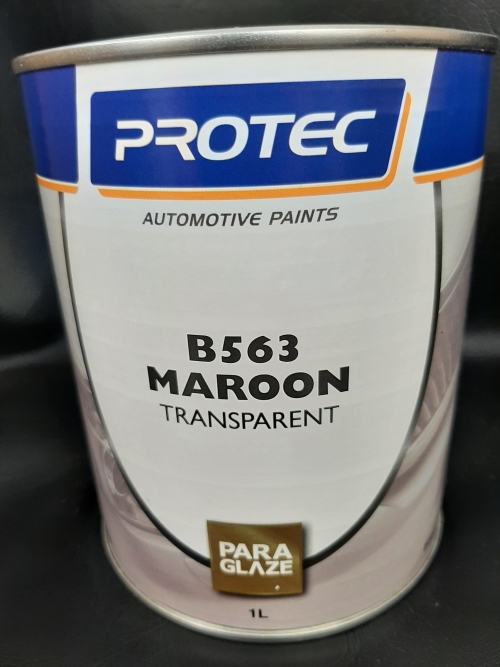 PROTEC
AUTOMOTIVE PAINTS
B563
MAROON
TRANSPARENT
PARA
GLAZE
1L